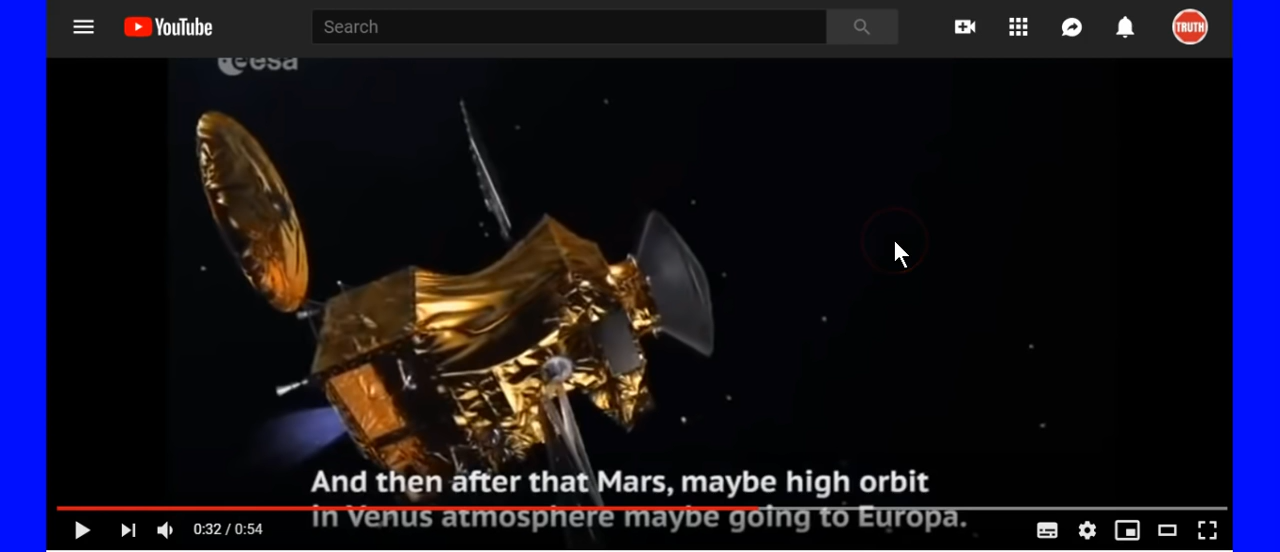 YouTube
Search
TRUTH
esa
And then after that Mars, maybe high orbit
in Venus atmosphere maybe going to Europa.
0:32 / 0:54